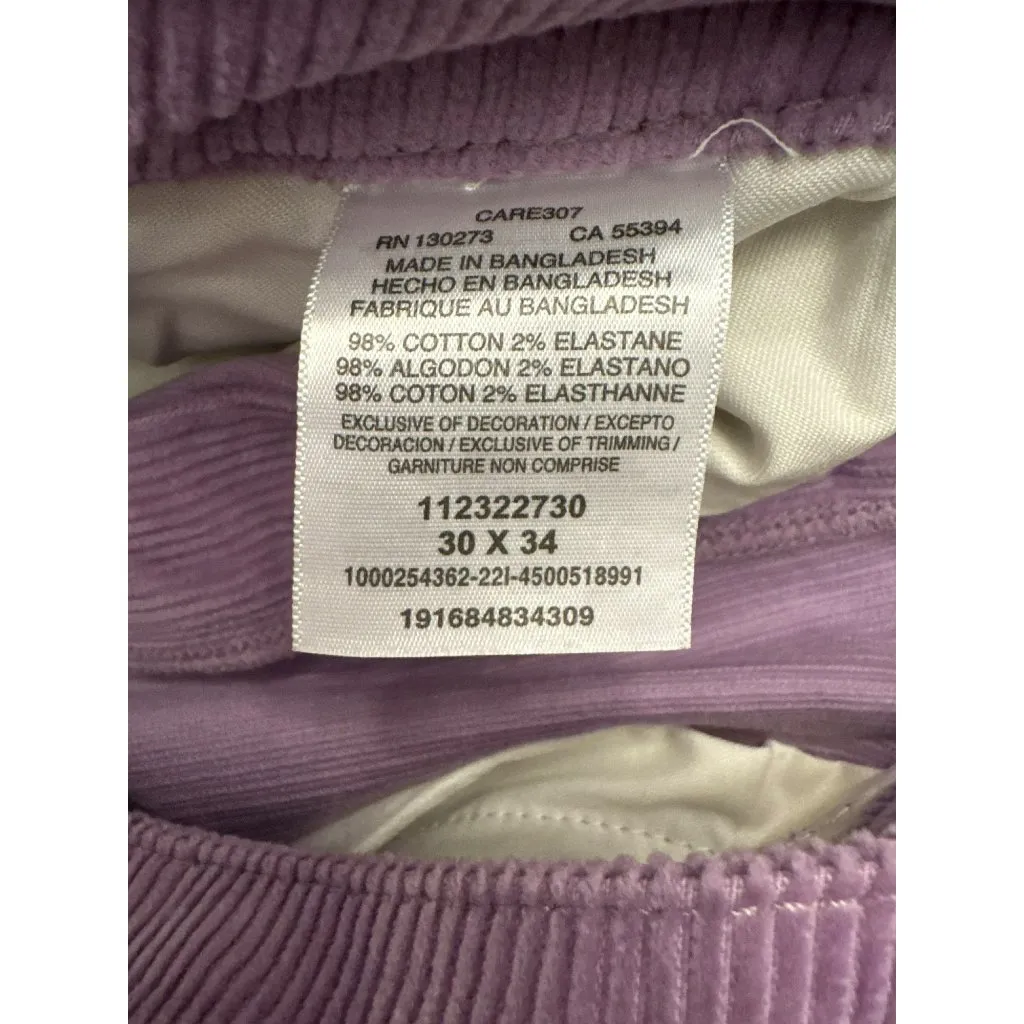 CARE307
RN 130273 CA 55394
MADE IN BANGLADESH
HECHO EN BANGLADESH
FABRIQUE AU BANGLADESH
98% COTTON 2% ELASTANE
98% ALGODON 2% ELASTANO
98% COTON 2% ELASTHANNE
EXCLUSIVE OF DECORATION / EXCEPTO
DECORACION / EXCLUSIVE OF TRIMMING /
GARNITURE NON COMPRISE
112322730
30 X 34
1000254362-22I-4500518991
191684834309